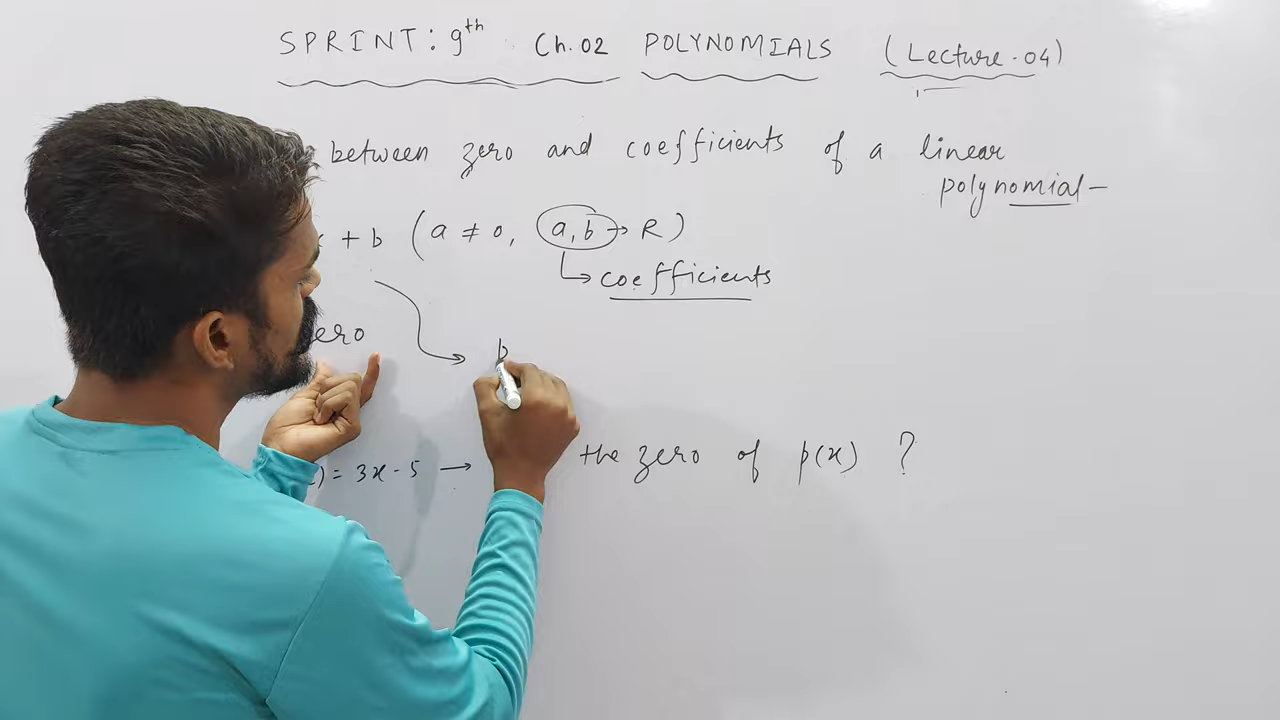 SPRINT: 9th Ch. 02 POLYNOMIALS (Lecture-04)
between zero and coefficients of a linear
polynomial-
+ b (a ≠ 0, a, b → R)
↳ coefficients
ero
) = 3x - 5 → the zero of p(x) ?